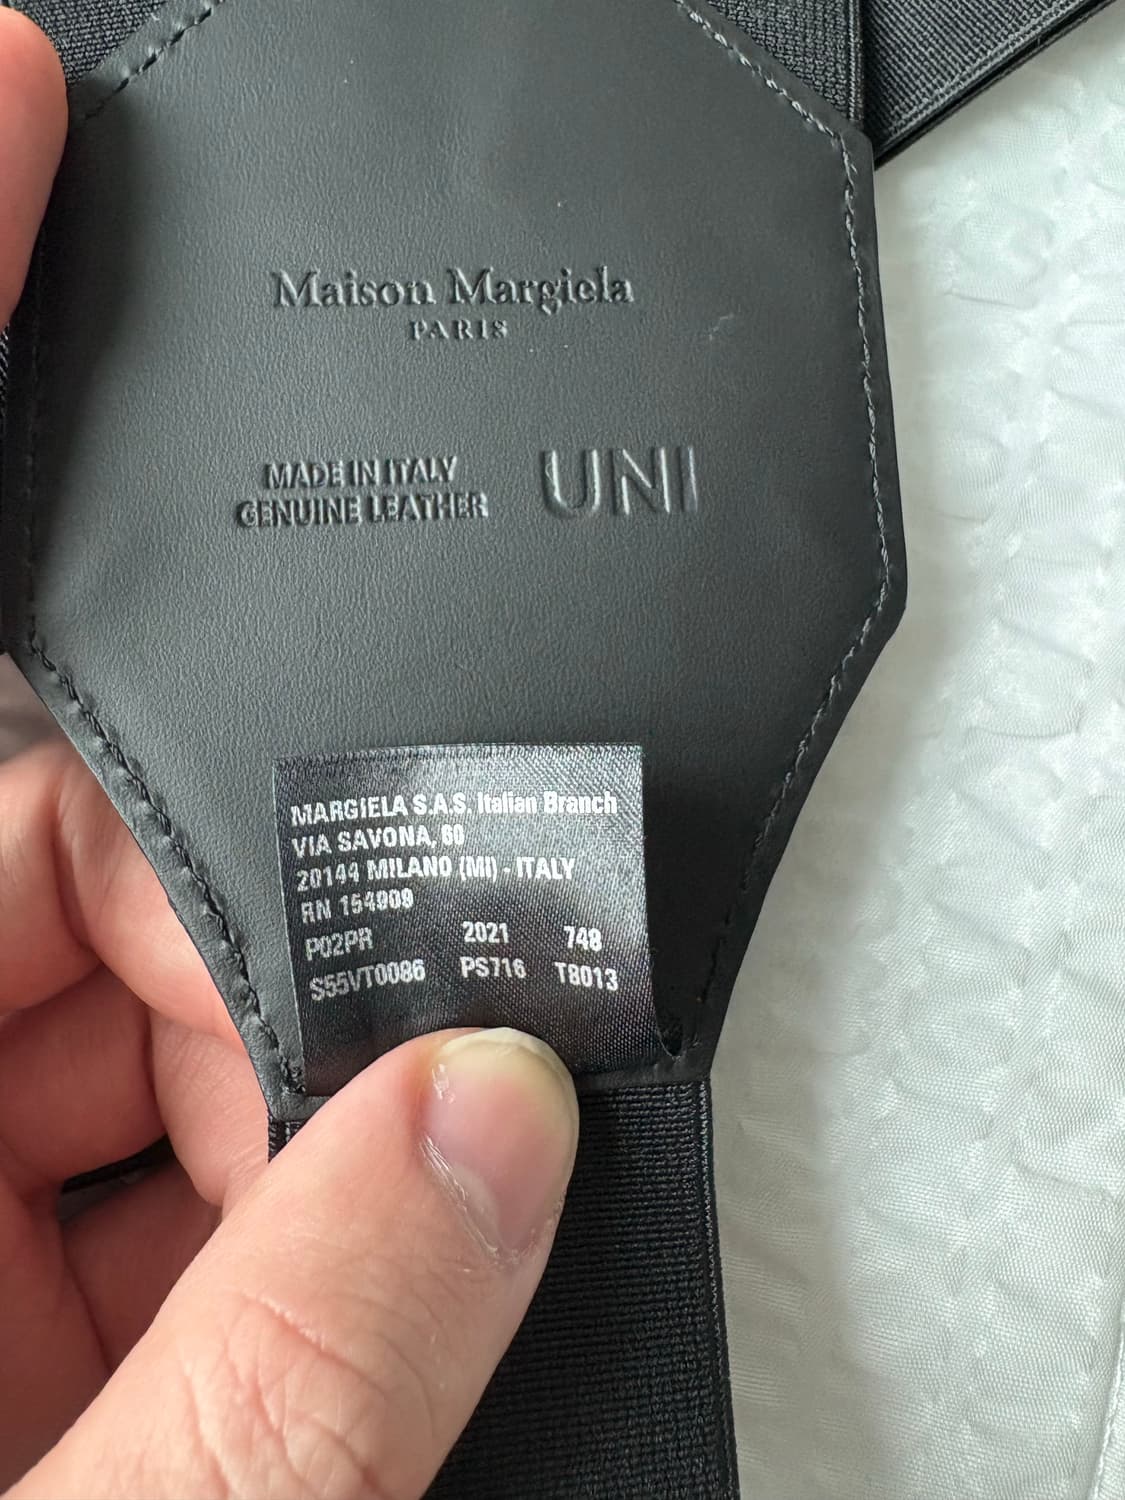 Maison Margiela
PARIS
MADE IN ITALY
GENUINE LEATHER
UNI
MARGIELA S.A.S. Italian Branch
VIA SAVONA, 60
20144 MILANO (MI) - ITALY
RN 154909
P02PR 2021 748
S55VT0086 PS716 T8013